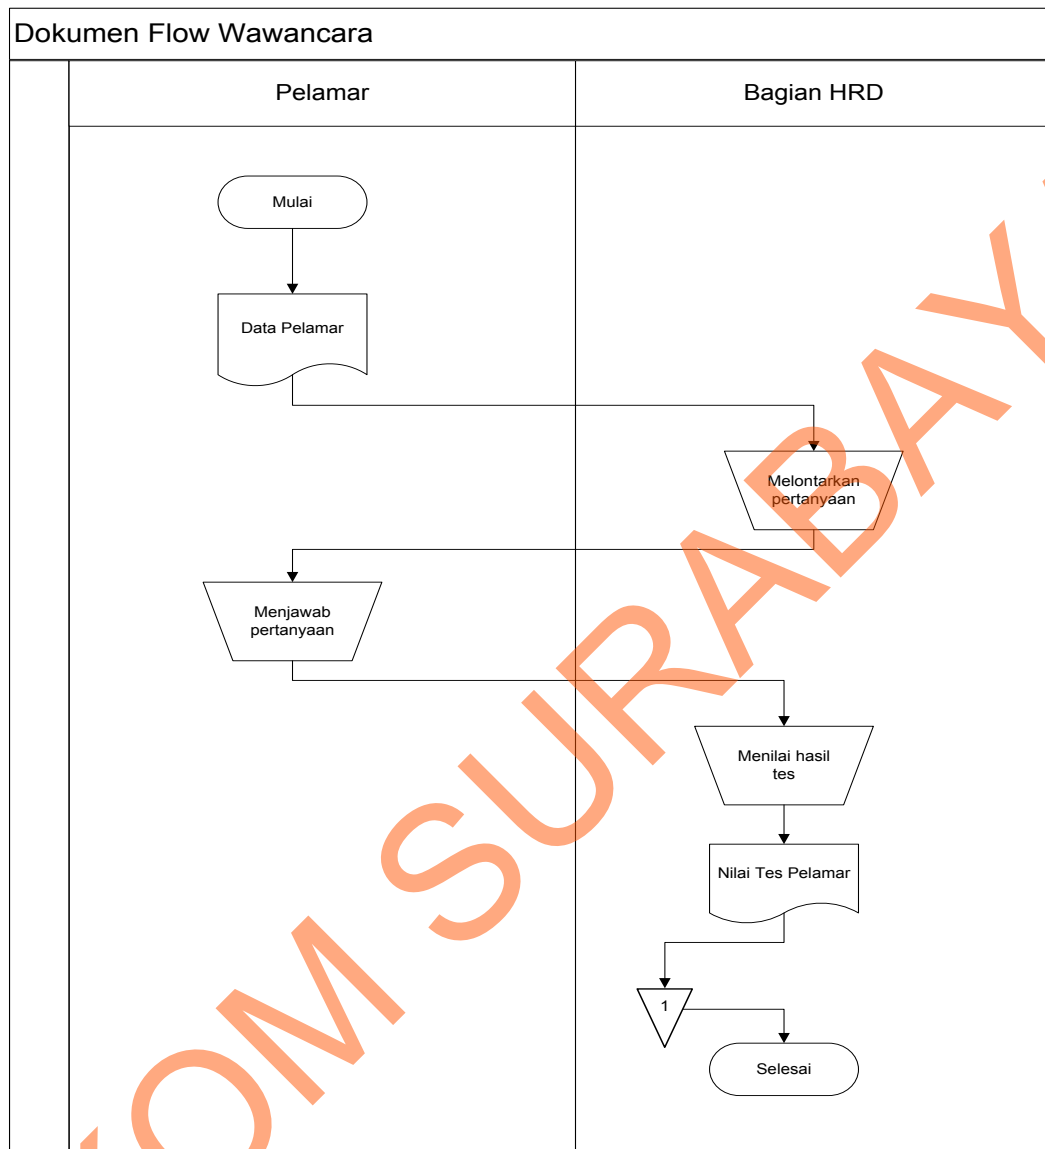 Dokumen Flow Wawancara
Pelamar
Bagian HRD
Mulai
Data Pelamar
Melontarkan
pertanyaan
Menjawab
pertanyaan
Menilai hasil
tes
Nilai Tes Pelamar
1
Selesai
OM SURABAY